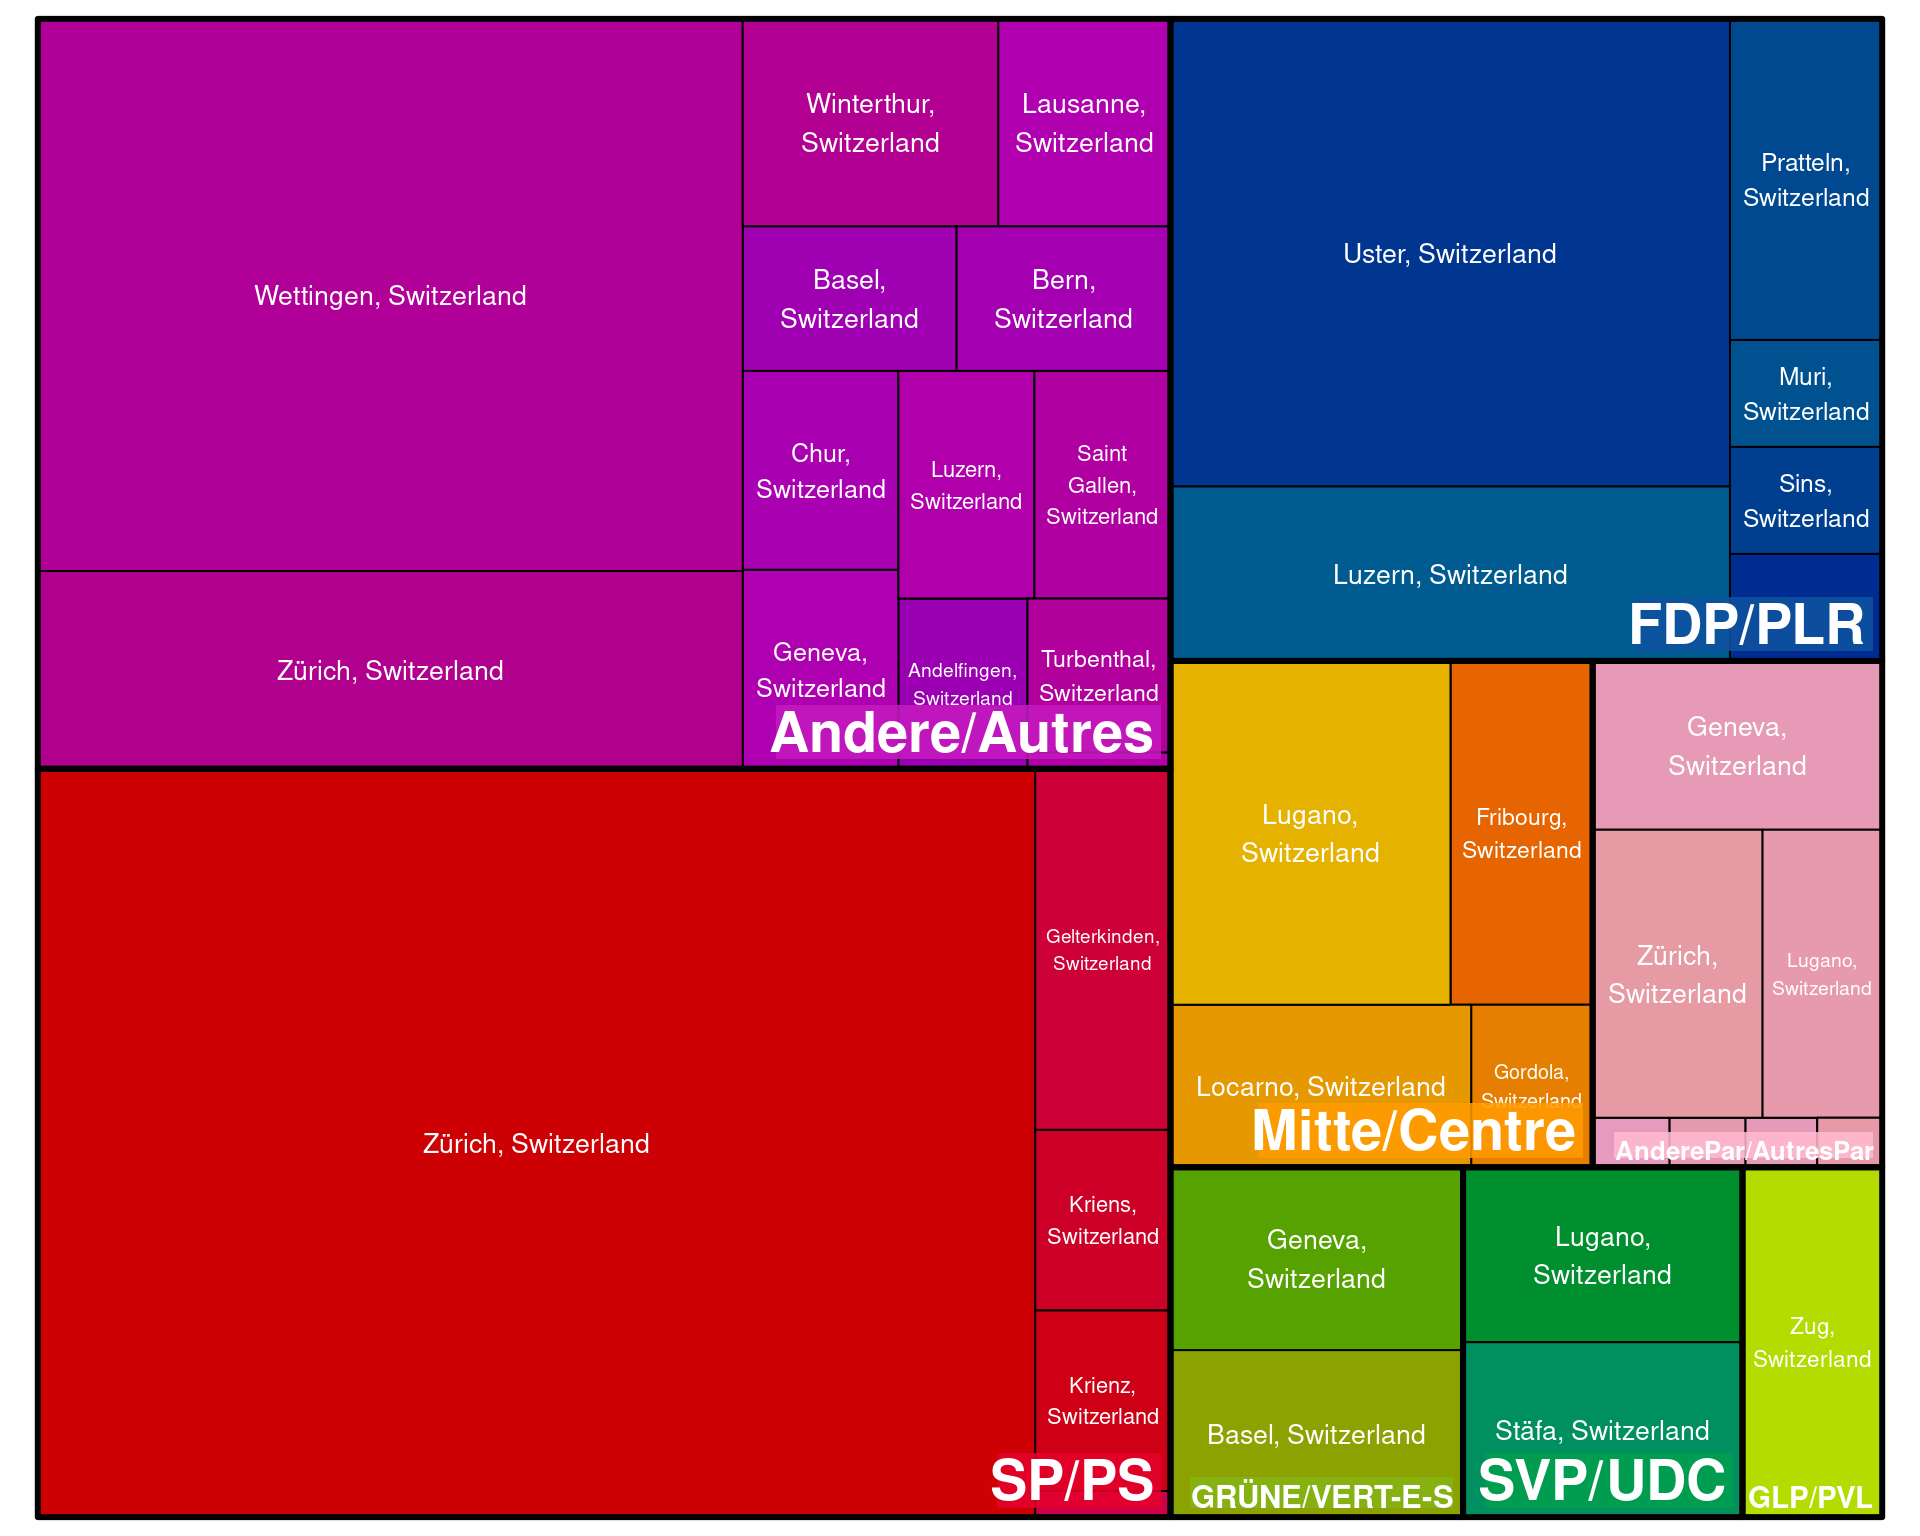 Wettingen, Switzerland
Zürich, Switzerland
Winterthur,
Switzerland
Lausanne,
Switzerland
Basel,
Switzerland
Bern,
Switzerland
Chur,
Switzerland
Luzern,
Switzerland
Saint
Gallen,
Switzerland
Geneva,
Switzerland
Andelfingen,
Switzerland
Turbenthal,
Switzerland
Andere/Autres
Zürich, Switzerland
Gelterkinden,
Switzerland
Kriens,
Switzerland
Krienz,
Switzerland
SP/PS
Uster, Switzerland
Luzern, Switzerland
Pratteln,
Switzerland
Muri,
Switzerland
Sins,
Switzerland
FDP/PLR
Lugano,
Switzerland
Fribourg,
Switzerland
Locarno, Switzerland
Gordola,
Switzerland
Mitte/Centre
Geneva,
Switzerland
Zürich,
Switzerland
Lugano,
Switzerland
AnderePar/AutresPar
Geneva,
Switzerland
Basel, Switzerland
GRÜNE/VERT-E-S
Lugano,
Switzerland
Stäfa, Switzerland
SVP/UDC
Zug,
Switzerland
GLP/PVL